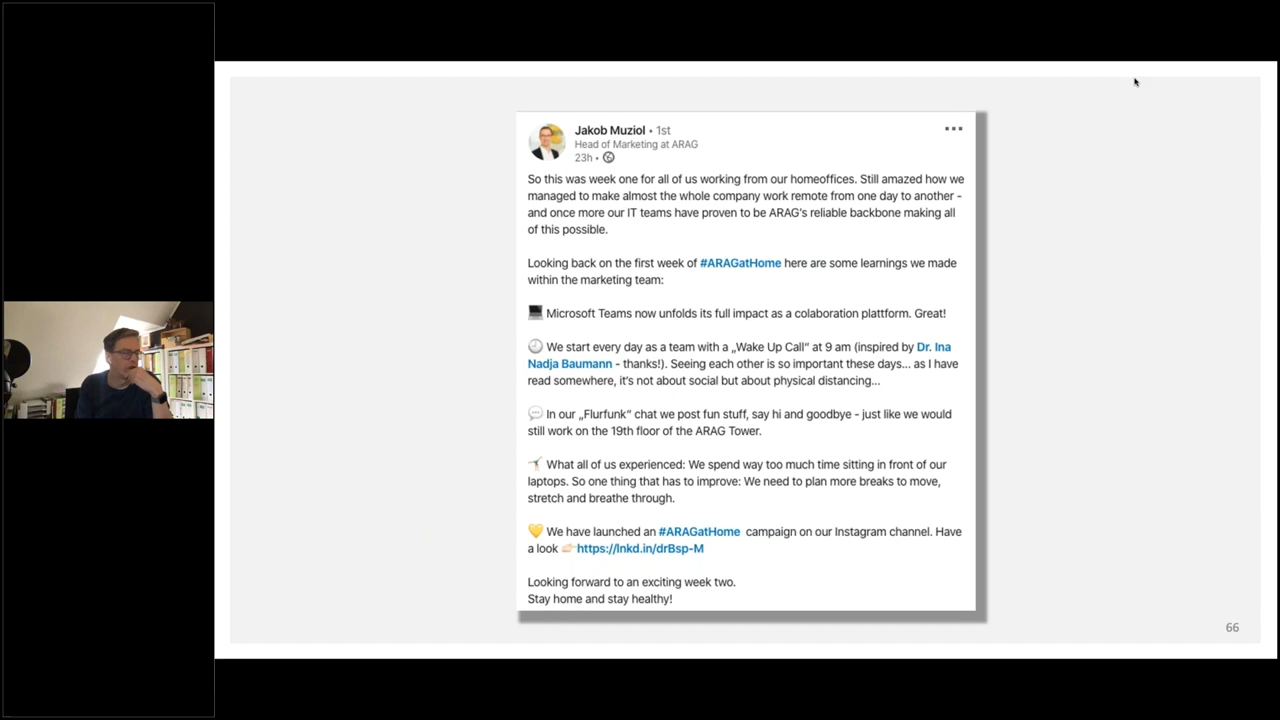 Jakob Muziol • 1st
Head of Marketing at ARAG
23h •
So this was week one for all of us working from our homeoffices. Still amazed how we
managed to make almost the whole company work remote from one day to another -
and once more our IT teams have proven to be ARAG's reliable backbone making all
of this possible.
Looking back on the first week of #ARAGatHome here are some learnings we made
within the marketing team:
Microsoft Teams now unfolds its full impact as a colaboration plattform. Great!
We start every day as a team with a „Wake Up Call“ at 9 am (inspired by Dr. Ina
Nadja Baumann - thanks!). Seeing each other is so important these days... as I have
read somewhere, it's not about social but about physical distancing...
In our „Flurfunk“ chat we post fun stuff, say hi and goodbye - just like we would
still work on the 19th floor of the ARAG Tower.
What all of us experienced: We spend way too much time sitting in front of our
laptops. So one thing that has to improve: We need to plan more breaks to move,
stretch and breathe through.
We have launched an #ARAGatHome campaign on our Instagram channel. Have
a look 👉https://lnkd.in/drBsp-M
Looking forward to an exciting week two.
Stay home and stay healthy!
66